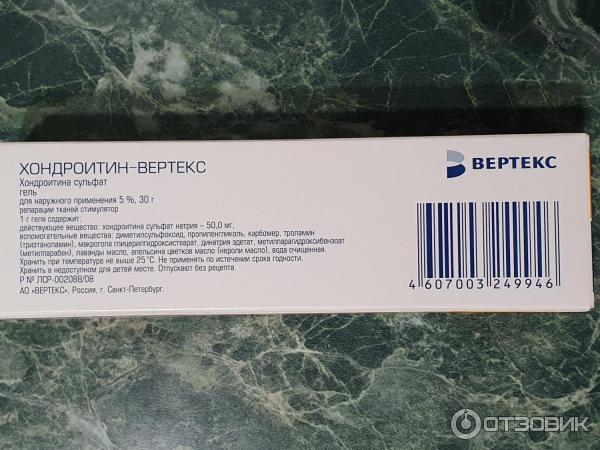 ХОНДРОИТИН-ВЕРТЕКС
Хондроитина сульфат
гель
для наружного применения 5 %, 30 г
репарации тканей стимулятор
1 г геля содержит:
действующее вещество: хондроитина сульфат натрия – 50,0 мг;
вспомогательные вещества: диметилсульфоксид, пропиленгликоль, карбомер, троламин
(триэтаноламин), макрогола глицерилгидроксистеарат, динатрия эдетат, метилпарагидроксибензоат
(метилпарабен), лаванды масло, апельсина цветков масло (нероли масло), вода очищенная.
Хранить при температуре не выше 25°С. Не применять по истечении срока годности.
Хранить в недоступном для детей месте. Отпускают без рецепта.
Р № ЛСР-002088/08
АО «ВЕРТЕКС», Россия, г. Санкт-Петербург.
ВЕРТЕКС
4 607003 249946
ОТЗОВИК